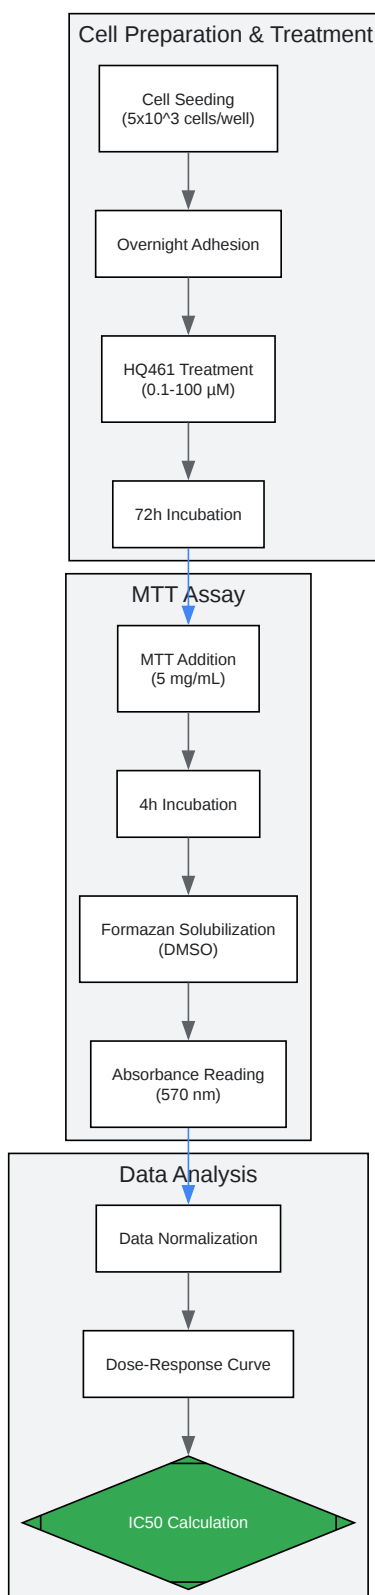 Cell Preparation & Treatment
Cell Seeding
(5x10^3 cells/well)
Overnight Adhesion
HQ461 Treatment
(0.1-100 µM)
72h Incubation
MTT Assay
MTT Addition
(5 mg/mL)
4h Incubation
Formazan Solubilization
(DMSO)
Absorbance Reading
(570 nm)
Data Analysis
Data Normalization
Dose-Response Curve
IC50 Calculation